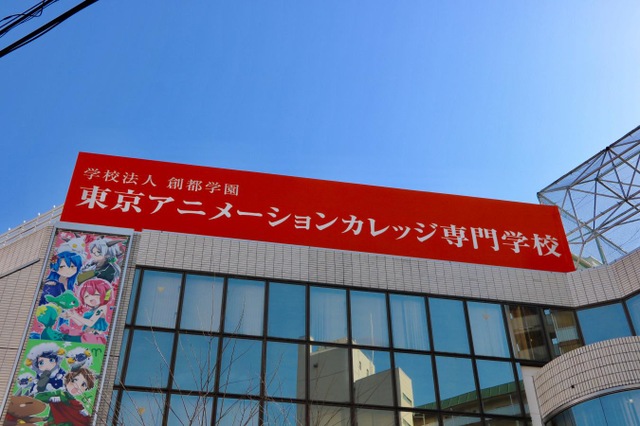 学校法人 創都学園
東京アニメーションカレッジ専門学校